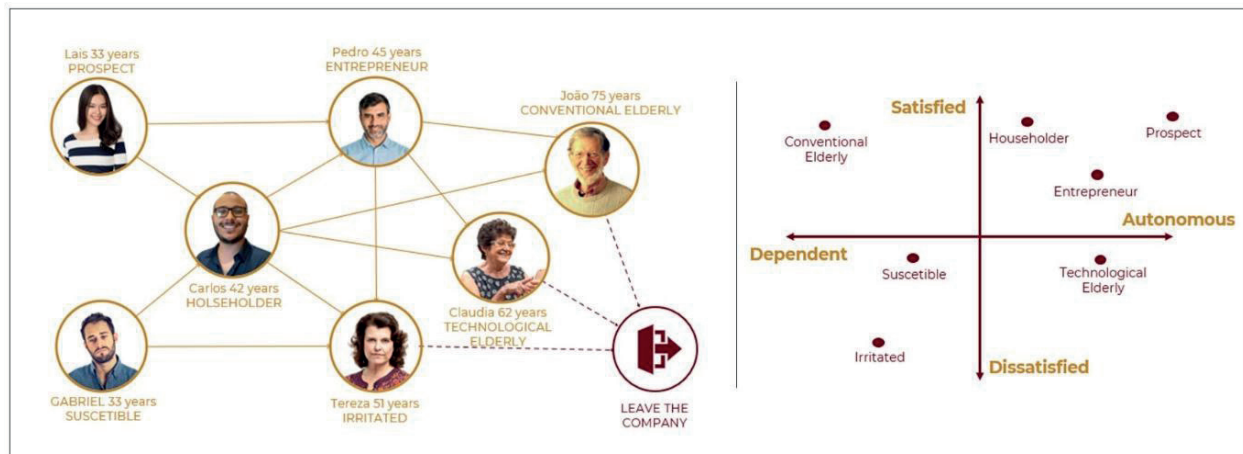 Lais 33 years
PROSPECT
Pedro 45 years
ENTREPRENEUR
João 75 years
CONVENTIONAL ELDERLY
Carlos 42 years
HOLSEHOLDER
Claudia 62 years
TECHNOLOGICAL
ELDERLY
GABRIEL 33 years
SUSCETIBLE
Tereza 51 years
IRRITATED
LEAVE THE
COMPANY
Satisfied
Conventional
Elderly
Householder
Prospect
Entrepreneur
Autonomous
Dependent
Suscetible
Technological
Elderly
Irritated
Dissatisfied